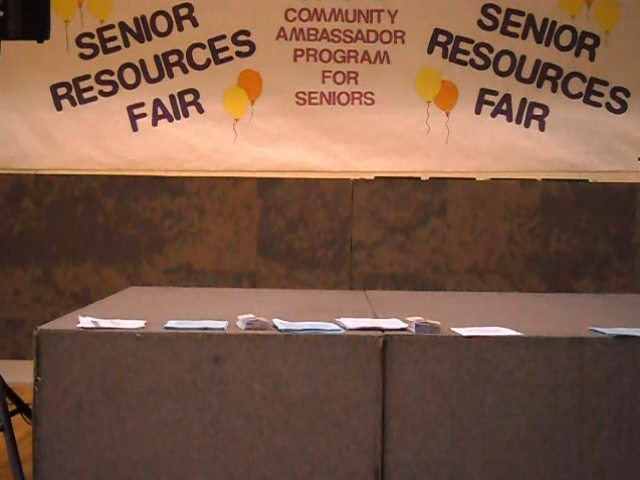 SENIOR
RESOURCES
FAIR
COMMUNITY
AMBASSADOR
PROGRAM
FOR
SENIORS
SENIOR
RESOURCES
FAIR